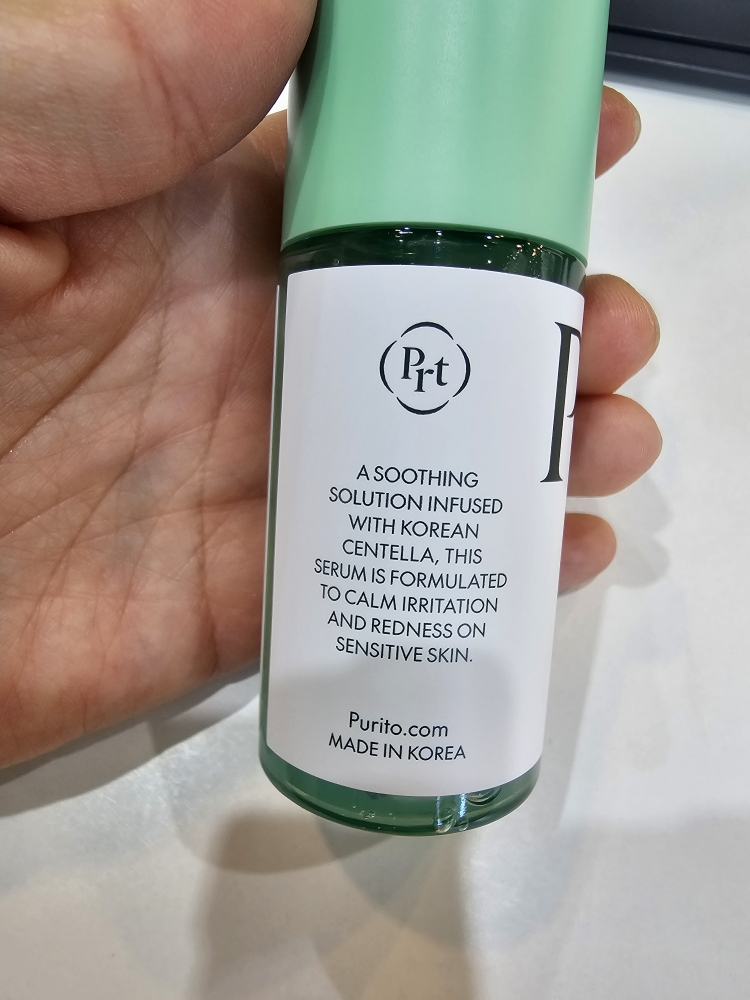 Prt
A SOOTHING
SOLUTION INFUSED
WITH KOREAN
CENTELLA, THIS
SERUM IS FORMULATED
TO CALM IRRITATION
AND REDNESS ON
SENSITIVE SKIN.
Purito.com
MADE IN KOREA